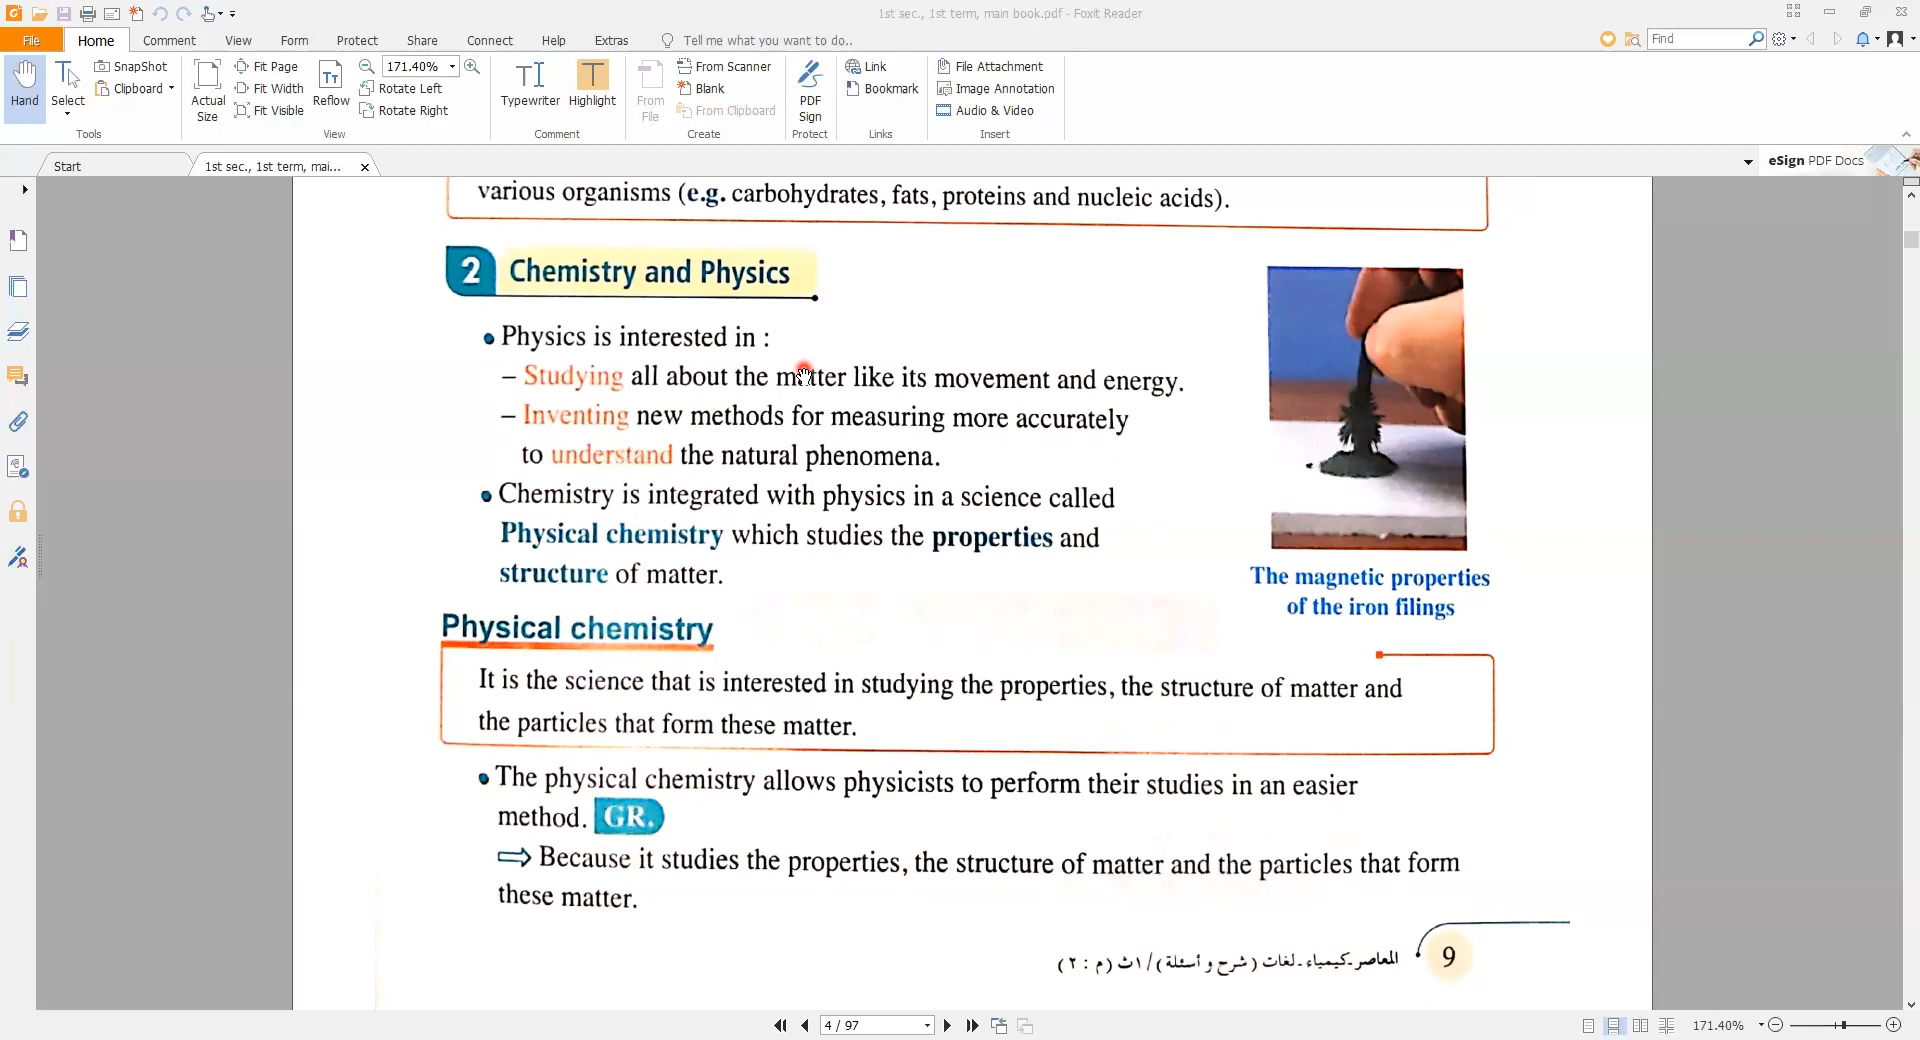 1st sec., 1st term, main book.pdf - Foxit Reader
File Home Comment View Form Protect Share Connect Help Extras Tell me what you want to do.. Find
Hand Select SnapShot Clipboard Actual Size Fit Page Fit Width Fit Visible Reflow 171.40% Rotate Left Rotate Right Typewriter Highlight From File From Scanner Blank From Clipboard PDF Sign Link Bookmark File Attachment Image Annotation Audio & Video
Tools View Comment Create Protect Links Insert
Start 1st sec., 1st term, mai... eSign PDF Docs
various organisms (e.g. carbohydrates, fats, proteins and nucleic acids).
2 Chemistry and Physics
• Physics is interested in :
– Studying all about the matter like its movement and energy.
– Inventing new methods for measuring more accurately
to understand the natural phenomena.
• Chemistry is integrated with physics in a science called
Physical chemistry which studies the properties and
structure of matter.
The magnetic properties
of the iron filings
Physical chemistry
It is the science that is interested in studying the properties, the structure of matter and
the particles that form these matter.
• The physical chemistry allows physicists to perform their studies in an easier
method. GR.
⇨ Because it studies the properties, the structure of matter and the particles that form
these matter.
المعاصر ـ كيمياء ـ لغات ( شرح و أسئلة ) / ١ ث ( م : ٢ ) 9
4 / 97 171.40%